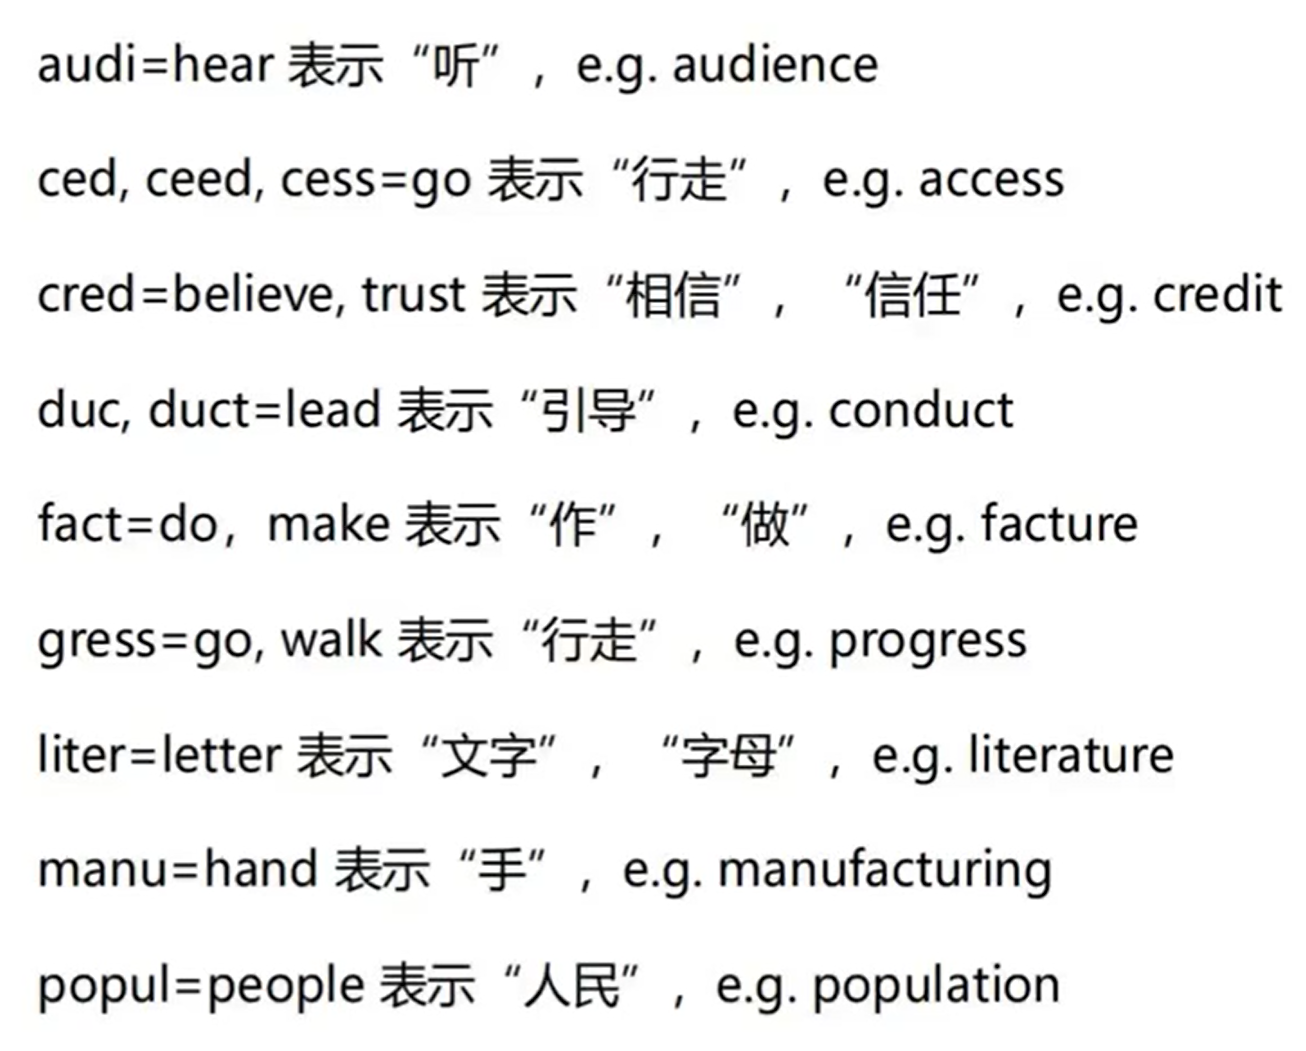 audi=hear 表示“听”，e.g. audience
ced, ceed, cess=go 表示“行走”，e.g. access
cred=believe, trust 表示“相信”，“信任”，e.g. credit
duc, duct=lead 表示“引导”，e.g. conduct
fact=do，make 表示“作”，“做”，e.g. facture
gress=go, walk 表示“行走”，e.g. progress
liter=letter 表示“文字”，“字母”，e.g. literature
manu=hand 表示“手”，e.g. manufacturing
popul=people 表示“人民”，e.g. population